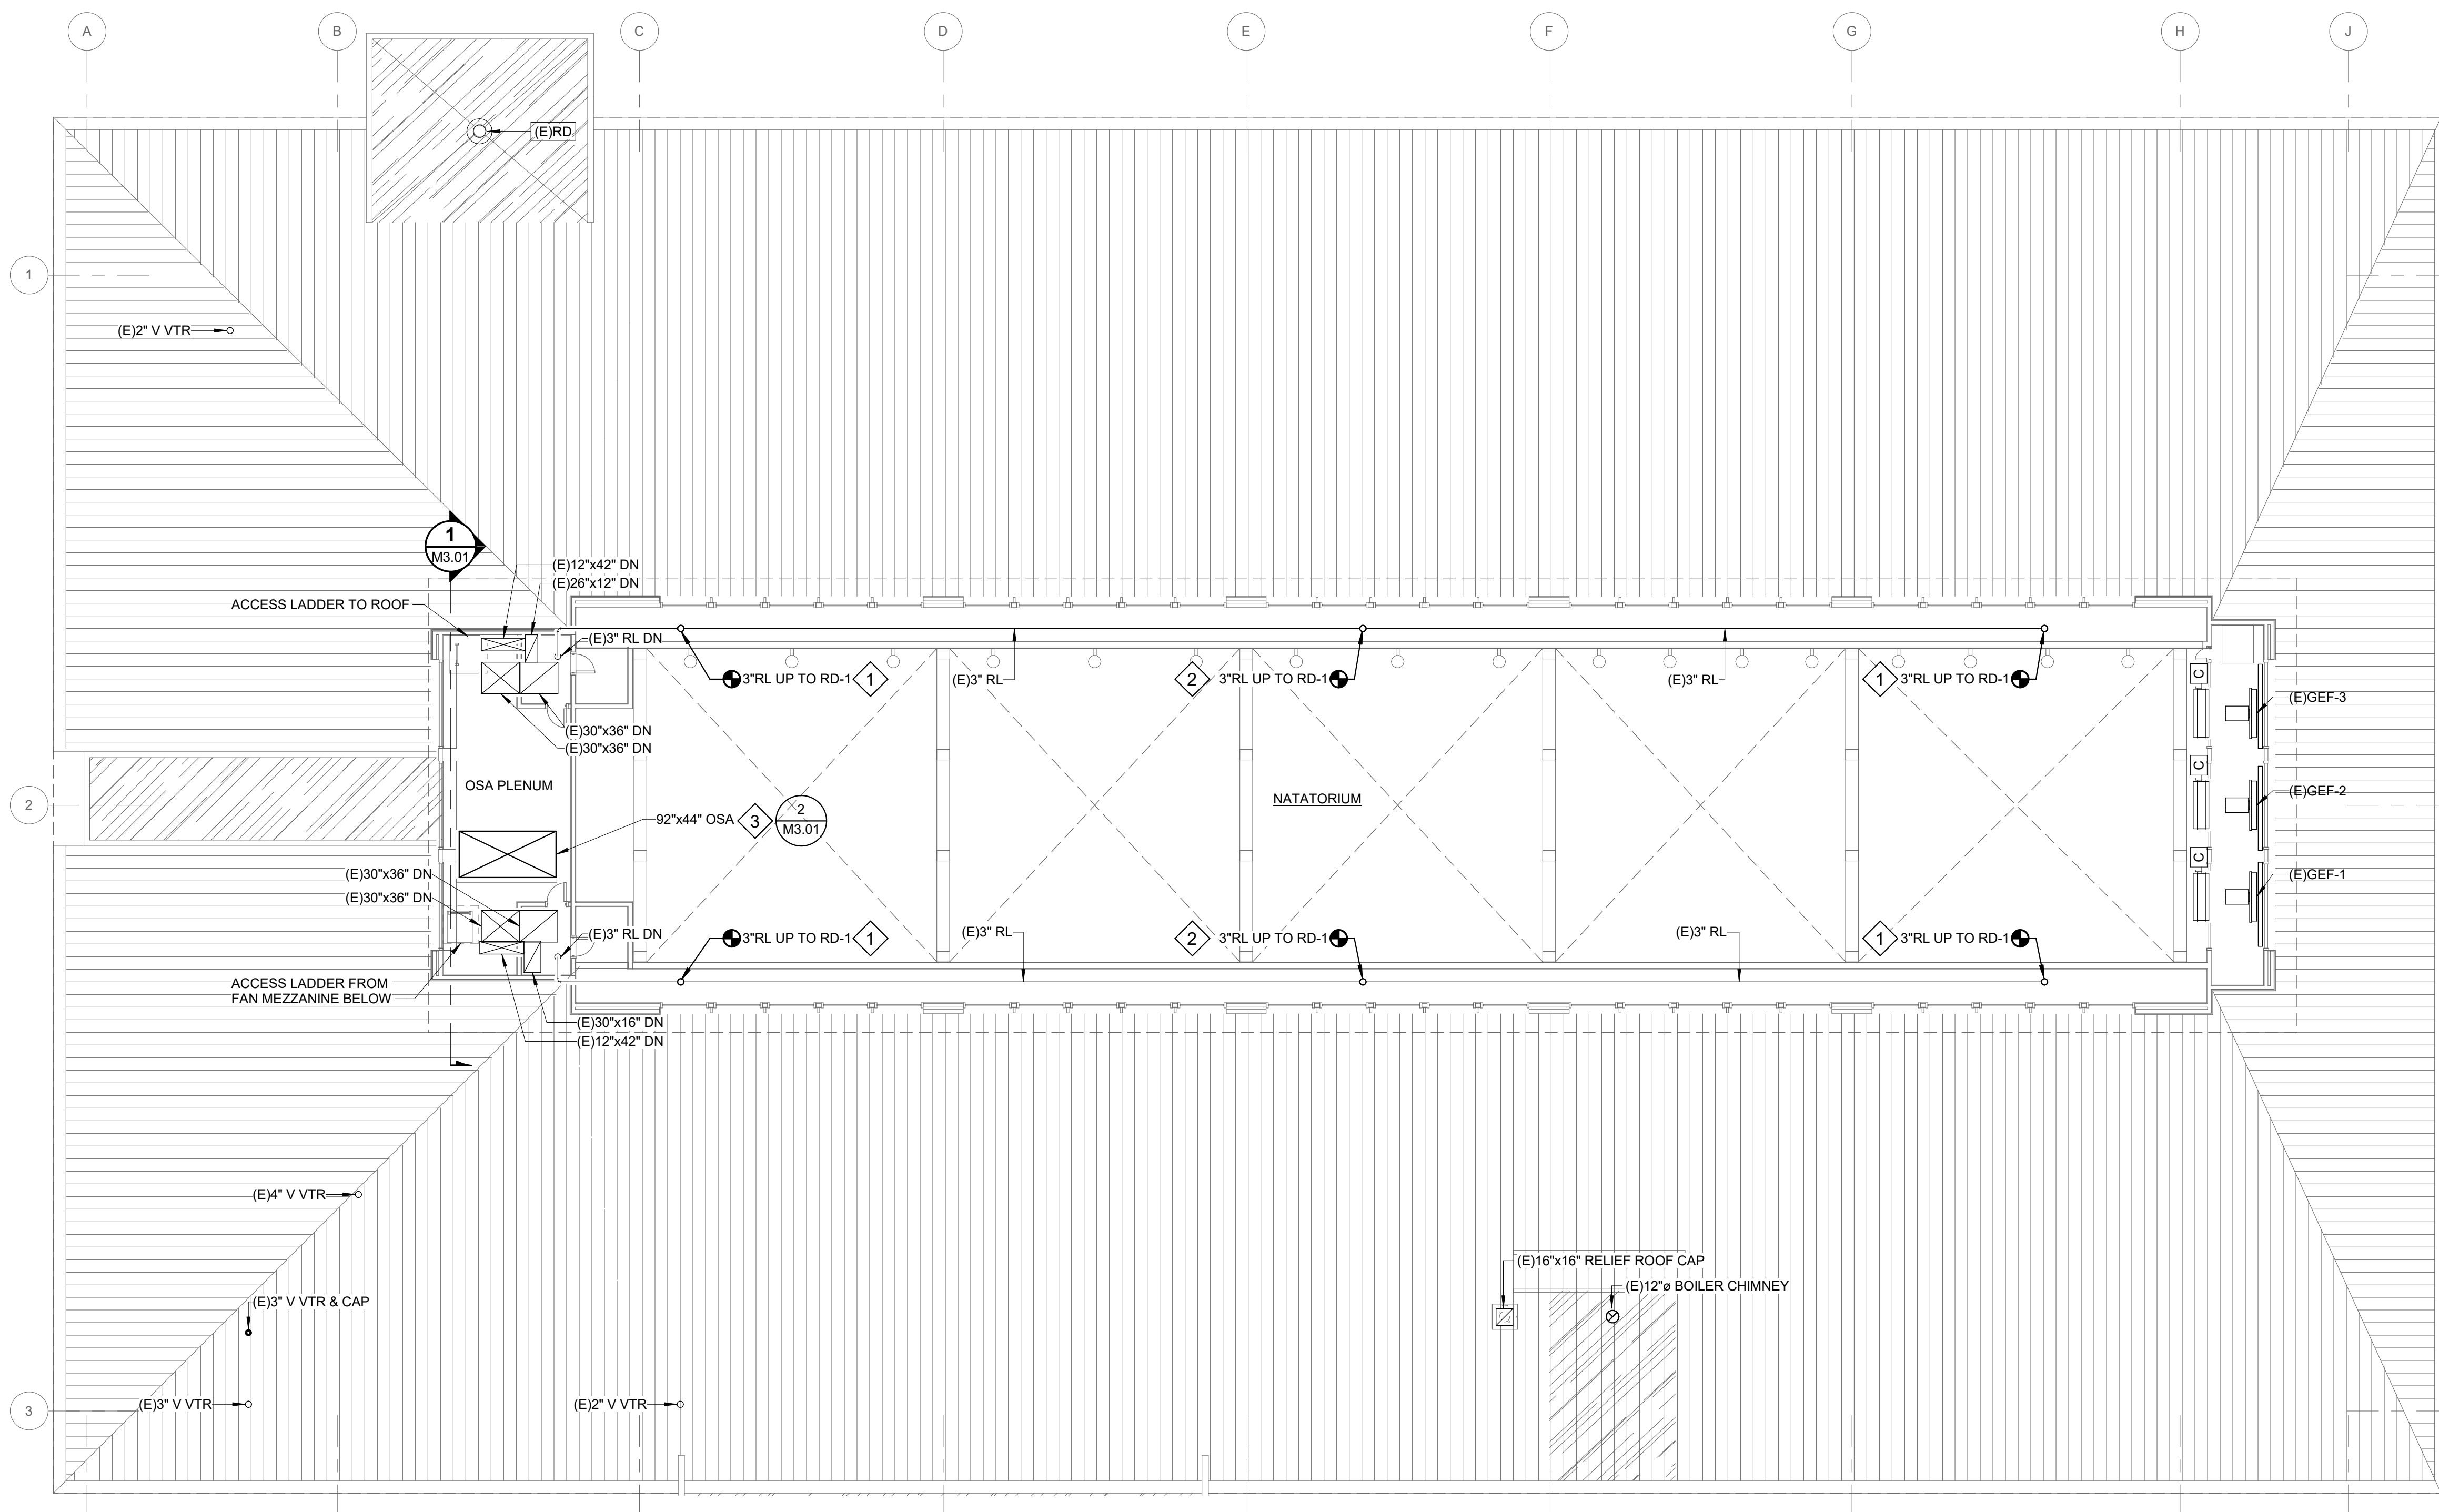 A
B
C
D
E
F
G
H
J
(E)RD
1
(E)2" V VTR
1
M3.01
(E)12"x42" DN
(E)26"x12" DN
ACCESS LADDER TO ROOF
(E)3" RL DN
3"RL UP TO RD-1
1
(E)3" RL
2
3"RL UP TO RD-1
(E)3" RL
1
3"RL UP TO RD-1
C
(E)GEF-3
(E)30"x36" DN
(E)30"x36" DN
OSA PLENUM
C
(E)GEF-2
NATATORIUM
2
92"x44" OSA
3
2
M3.01
C
(E)GEF-1
(E)30"x36" DN
(E)30"x36" DN
(E)3" RL DN
3"RL UP TO RD-1
1
(E)3" RL
2
3"RL UP TO RD-1
(E)3" RL
1
3"RL UP TO RD-1
ACCESS LADDER FROM
FAN MEZZANINE BELOW
(E)30"x16" DN
(E)12"x42" DN
(E)4" V VTR
(E)16"x16" RELIEF ROOF CAP
(E)12"ø BOILER CHIMNEY
(E)3" V VTR & CAP
(E)3" V VTR
(E)2" V VTR
3